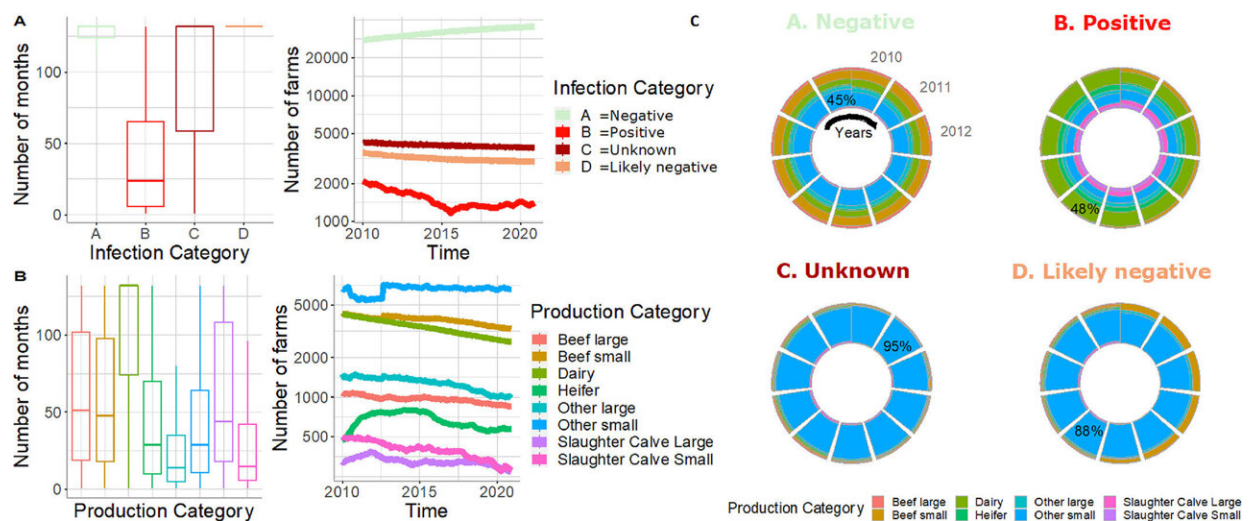 A
Number of months
100
50
0
A
B
C
D
Infection Category
Number of farms
20000
10000
5000
2000
1000
2010
2015
2020
Time
Infection Category
A =Negative
B =Positive
C =Unknown
D =Likely negative
B
Number of months
100
50
0
Production Category
Number of farms
5000
2000
1000
500
2010
2015
2020
Time
Production Category
Beef large
Beef small
Dairy
Heifer
Other large
Other small
Slaughter Calve Large
Slaughter Calve Small
C
A. Negative
2010
2011
2012
45%
Years
B. Positive
48%
C. Unknown
95%
D. Likely negative
88%
Production Category
Beef large
Beef small
Dairy
Heifer
Other large
Other small
Slaughter Calve Large
Slaughter Calve Small